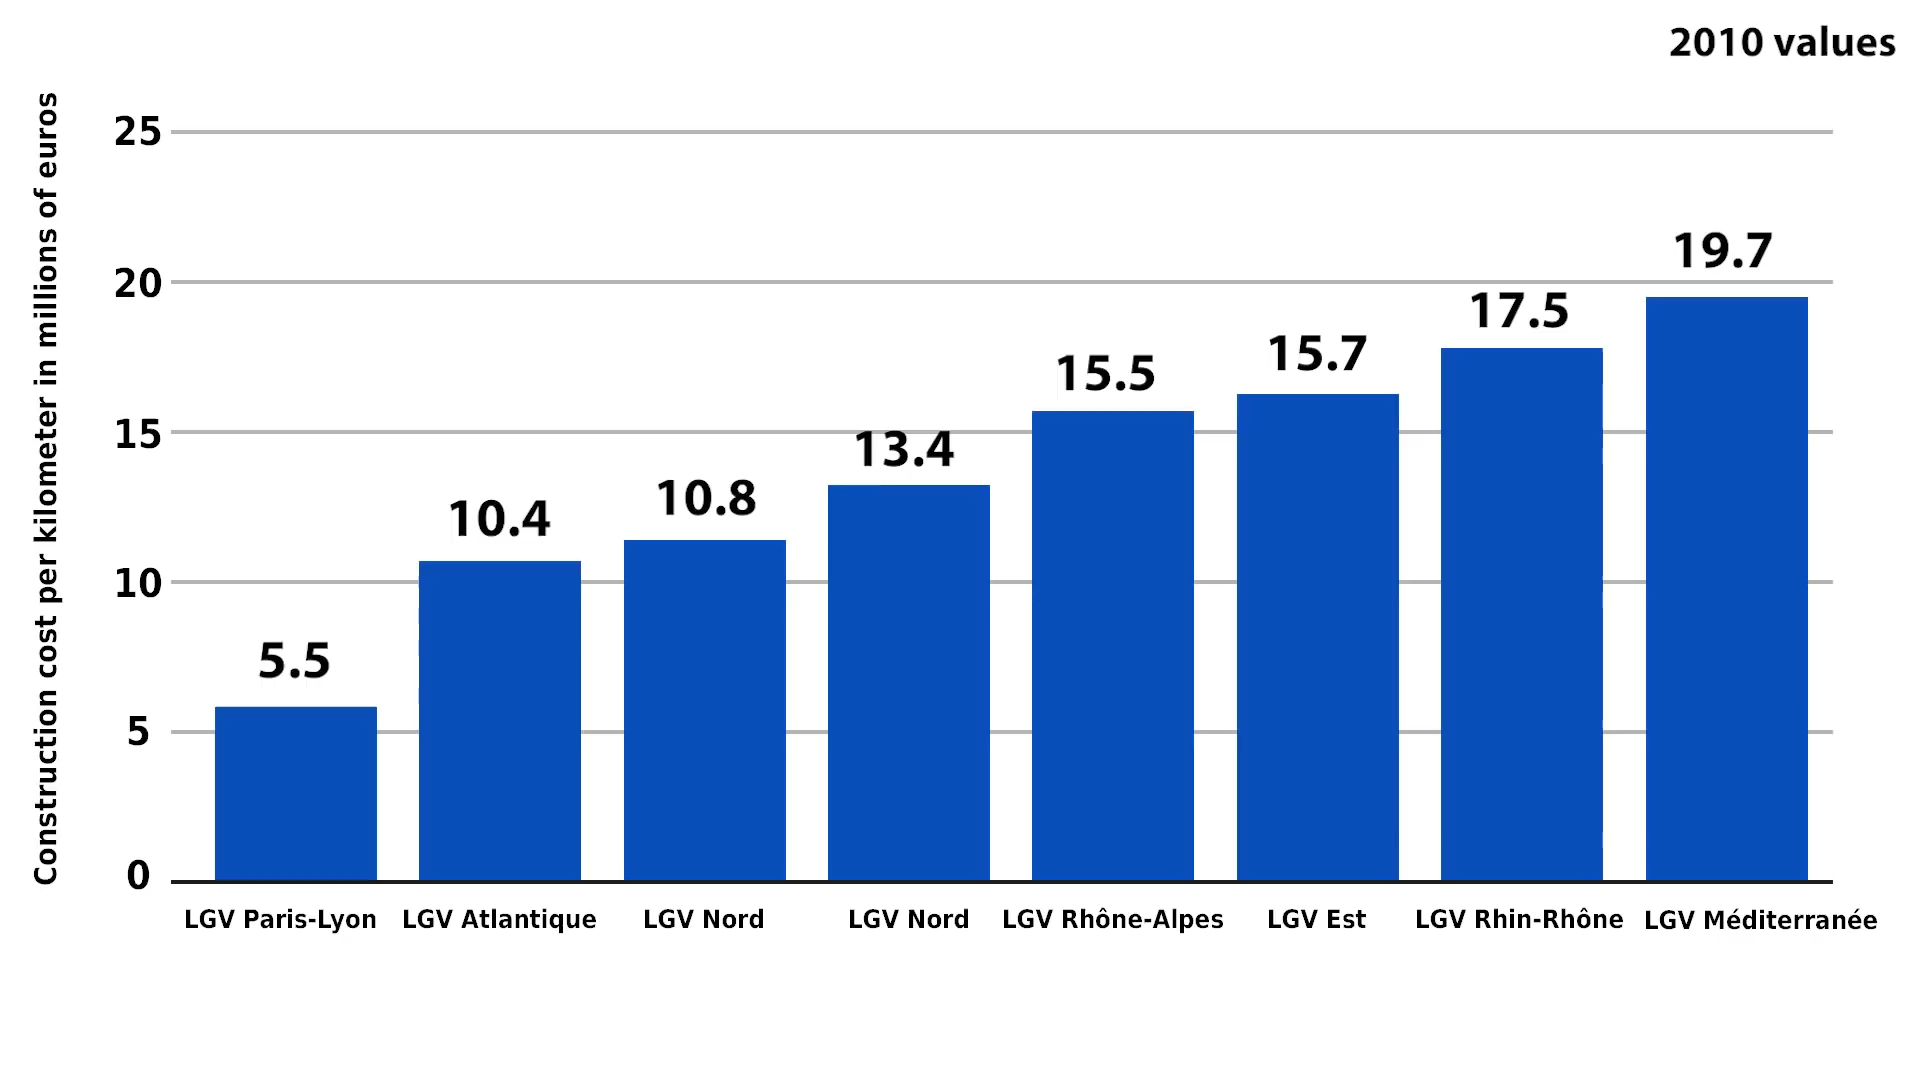 2010 values
Construction cost per kilometer in millions of euros
25
20
15
10
5
0
5.5
10.4
10.8
13.4
15.5
15.7
17.5
19.7
LGV Paris-Lyon
LGV Atlantique
LGV Nord
LGV Nord
LGV Rhône-Alpes
LGV Est
LGV Rhin-Rhône
LGV Méditerranée